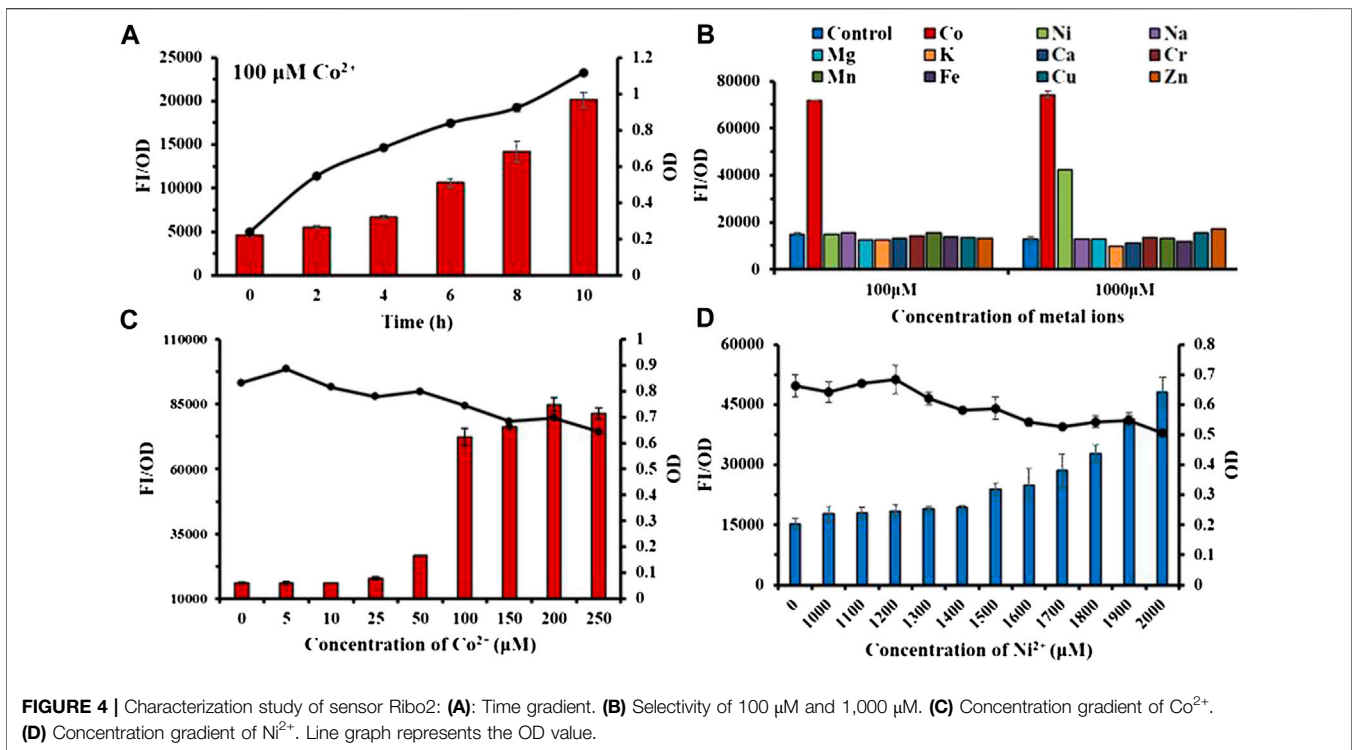 A
100 μM Co²⁺
FI/OD
25000
20000
15000
10000
5000
0
OD
1.2
1
0.8
0.6
0.4
0.2
0
0 2 4 6 8 10
Time (h)
B
Control Co Ni Na
Mg K Ca Cr
Mn Fe Cu Zn
FI/OD
80000
60000
40000
20000
0
100μM 1000μM
Concentration of metal ions
C
FI/OD
110000
85000
60000
35000
10000
OD
1
0.9
0.8
0.7
0.6
0.5
0.4
0.3
0.2
0.1
0
0 5 10 25 50 100 150 200 250
Concentration of Co²⁺ (μM)
D
FI/OD
60000
45000
30000
15000
0
OD
0.8
0.7
0.6
0.5
0.4
0.3
0.2
0.1
0
0 1000 1100 1200 1300 1400 1500 1600 1700 1800 1900 2000
Concentration of Ni²⁺ (μM)
FIGURE 4 | Characterization study of sensor Ribo2: (A): Time gradient. (B) Selectivity of 100 μM and 1,000 μM. (C) Concentration gradient of Co²⁺.
(D) Concentration gradient of Ni²⁺. Line graph represents the OD value.